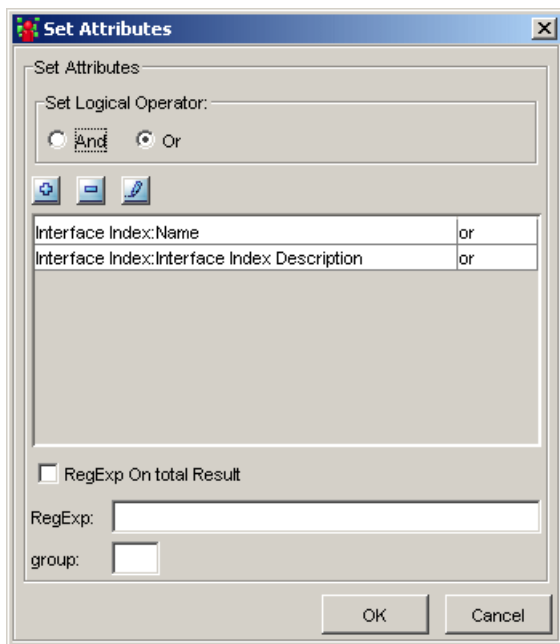 Set Attributes
Set Attributes
Set Logical Operator:
And Or
Interface Index:Name or
Interface Index:Interface Index Description or
RegExp On total Result
RegExp:
group:
OK Cancel